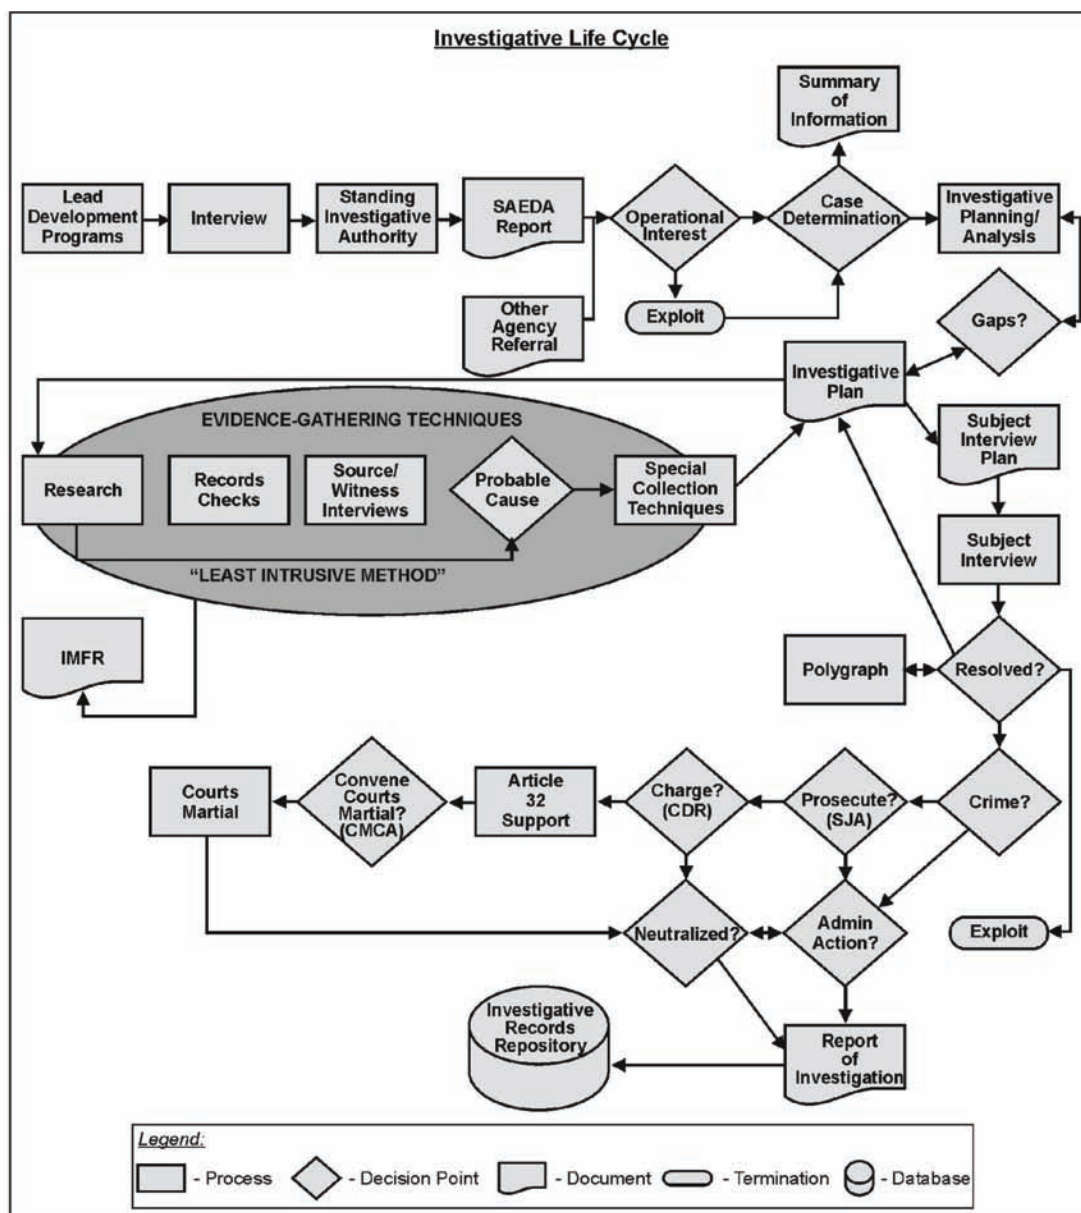 Investigative Life Cycle
Summary
of
Information
Lead
Development
Programs
Interview
Standing
Investigative
Authority
SAEDA
Report
Operational
Interest
Case
Determination
Investigative
Planning/
Analysis
Other
Agency
Referral
Exploit
Gaps?
Investigative
Plan
EVIDENCE-GATHERING TECHNIQUES
Subject
Interview
Plan
Research
Records
Checks
Source/
Witness
Interviews
Probable
Cause
Special
Collection
Techniques
Subject
Interview
“LEAST INTRUSIVE METHOD”
IMFR
Polygraph
Resolved?
Courts
Martial
Convene
Courts
Martial?
(CMCA)
Article
32
Support
Charge?
(CDR)
Prosecute?
(SJA)
Crime?
Neutralized?
Admin
Action?
Exploit
Investigative
Records
Repository
Report
of
Investigation
Legend:
- Process
- Decision Point
- Document
- Termination
- Database